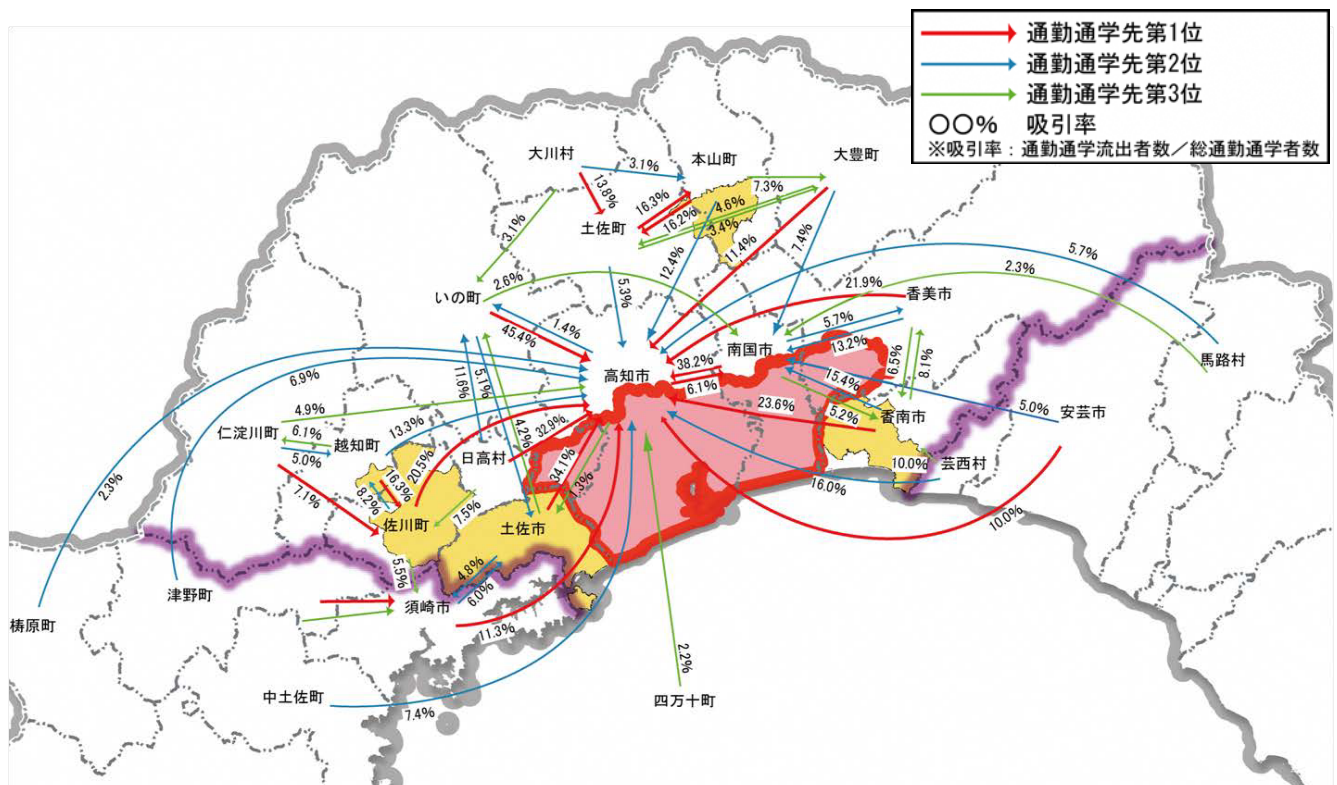 通勤通学先第1位
通勤通学先第2位
通勤通学先第3位
〇〇% 吸引率
※吸引率：通勤通学流出者数／総通勤通学者数
大川村
3.1%
本山町
大豊町
13.8%
7.3%
土佐町
16.3%
16.2%
4.6%
3.4%
3.1%
12.4%
11.4%
7.4%
5.7%
2.3%
いの町
2.6%
5.3%
21.9%
香美市
45.4%
1.4%
南国市
5.7%
13.2%
馬路村
高知市
38.2%
6.1%
6.9%
11.6%
5.1%
15.4%
6.5%
8.1%
4.9%
仁淀川町
6.1%
越知町
5.0%
13.3%
4.2%
32.9%
23.6%
5.2%
香南市
5.0%
安芸市
日高村
2.3%
7.1%
16.3%
20.5%
34.1%
1.3%
10.0%
芸西村
16.0%
8.2%
佐川町
7.5%
土佐市
10.0%
5.5%
4.8%
6.0%
津野町
須崎市
梼原町
11.3%
2.2%
中土佐町
7.4%
四万十町